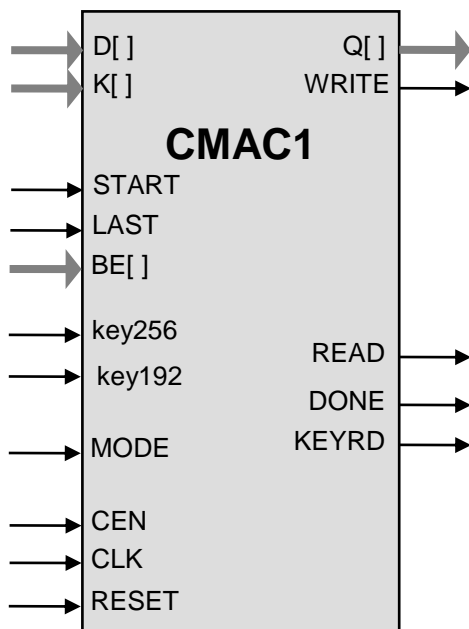 D[ ] Q[ ]
K[ ] WRITE
CMAC1
START
LAST
BE[ ]
key256
key192 READ
DONE
MODE KEYRD
CEN
CLK
RESET